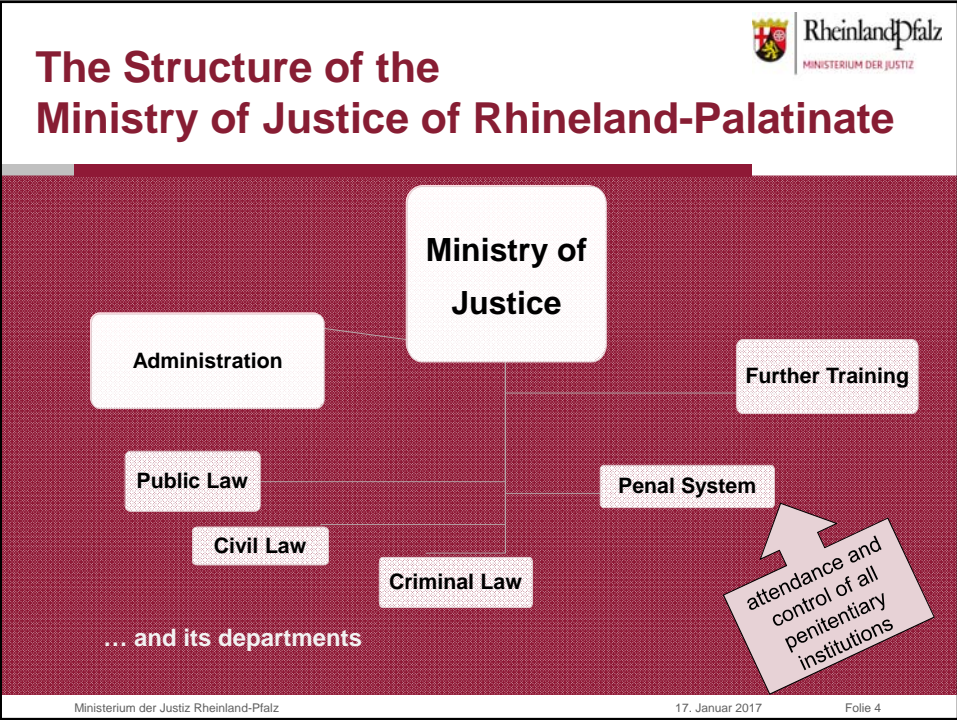 RheinlandPfalz
MINISTERIUM DER JUSTIZ
The Structure of the
Ministry of Justice of Rhineland-Palatinate
Ministry of
Justice
Administration
Further Training
Public Law
Penal System
Civil Law
Criminal Law
attendance and
control of all
penitentiary
institutions
… and its departments
Ministerium der Justiz Rheinland-Pfalz
17. Januar 2017
Folie 4